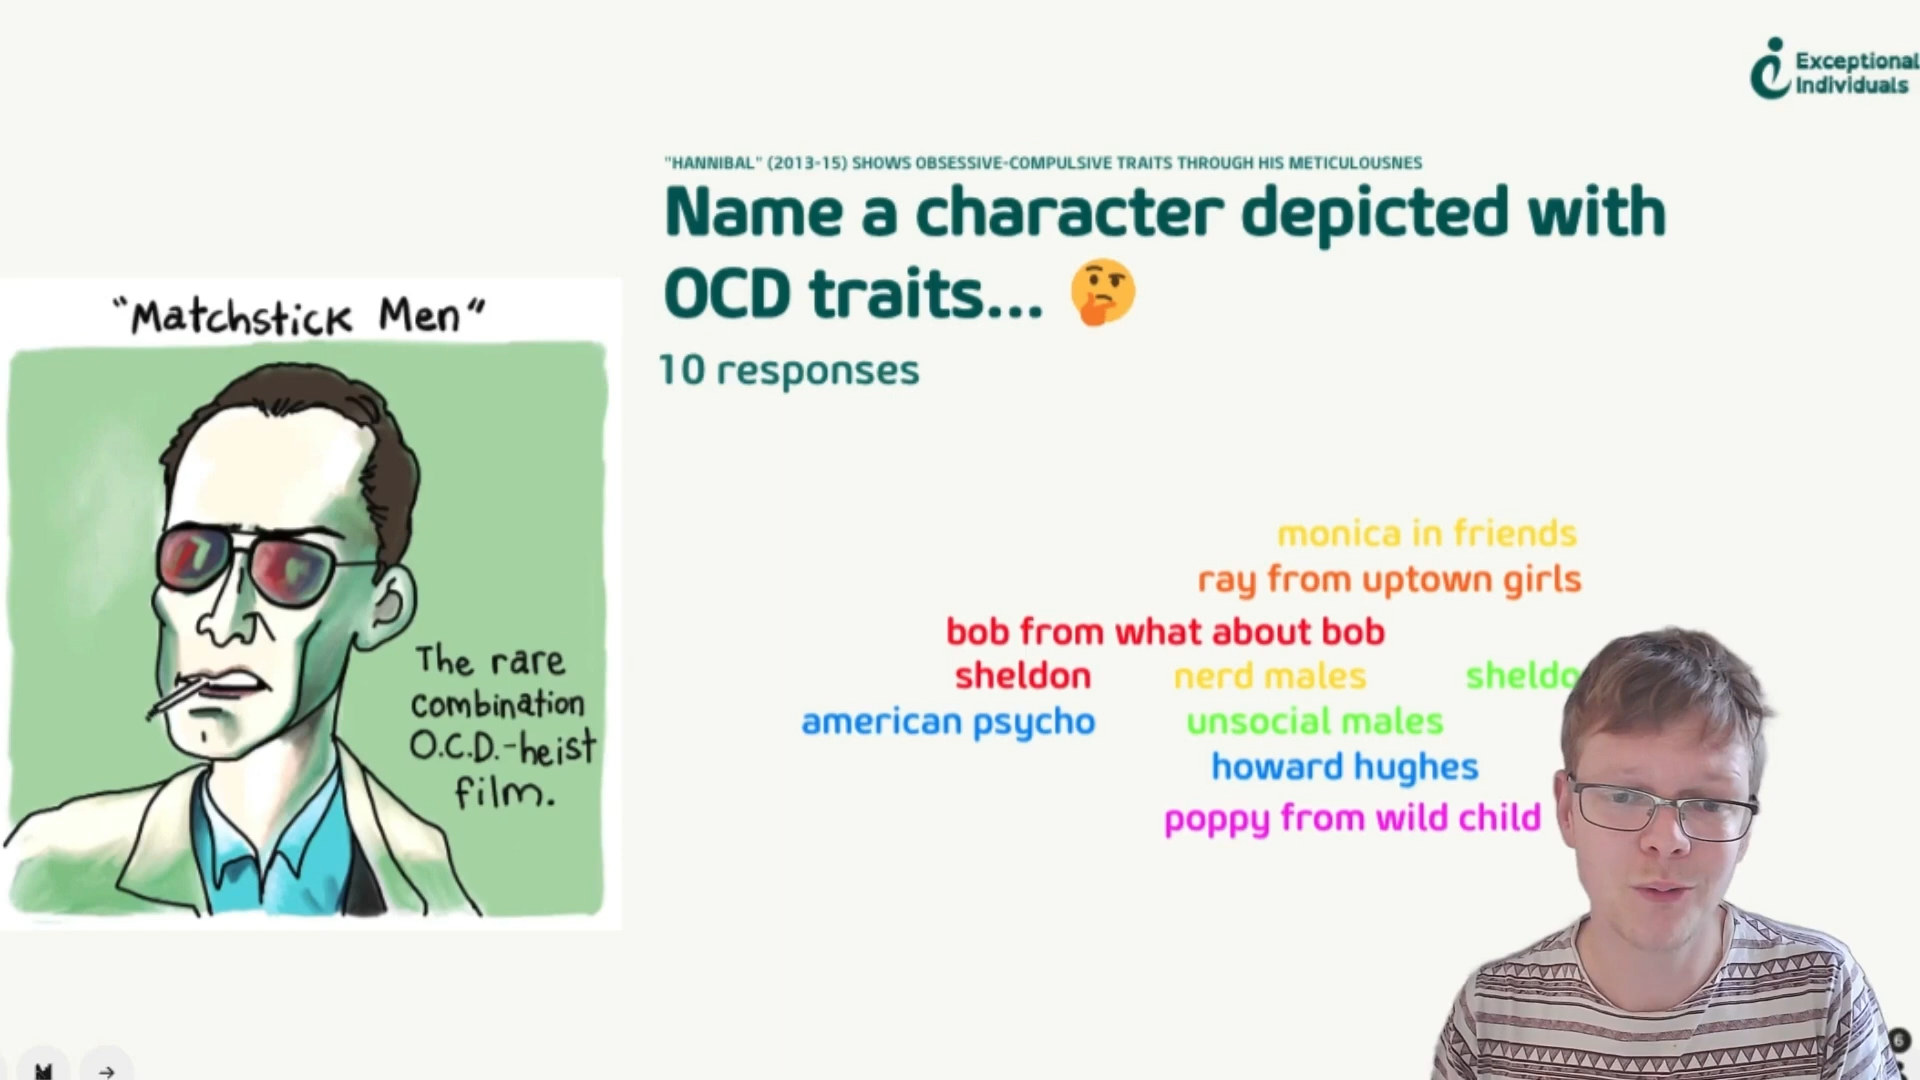 Exceptional
Individuals
"HANNIBAL" (2013-15) SHOWS OBSESSIVE-COMPULSIVE TRAITS THROUGH HIS METICULOUSNES
Name a character depicted with
OCD traits...
10 responses
"Matchstick Men"
The rare
combination
O.C.D.-heist
film.
monica in friends
ray from uptown girls
bob from what about bob
sheldon nerd males sheldo
american psycho unsocial males
howard hughes
poppy from wild child
6